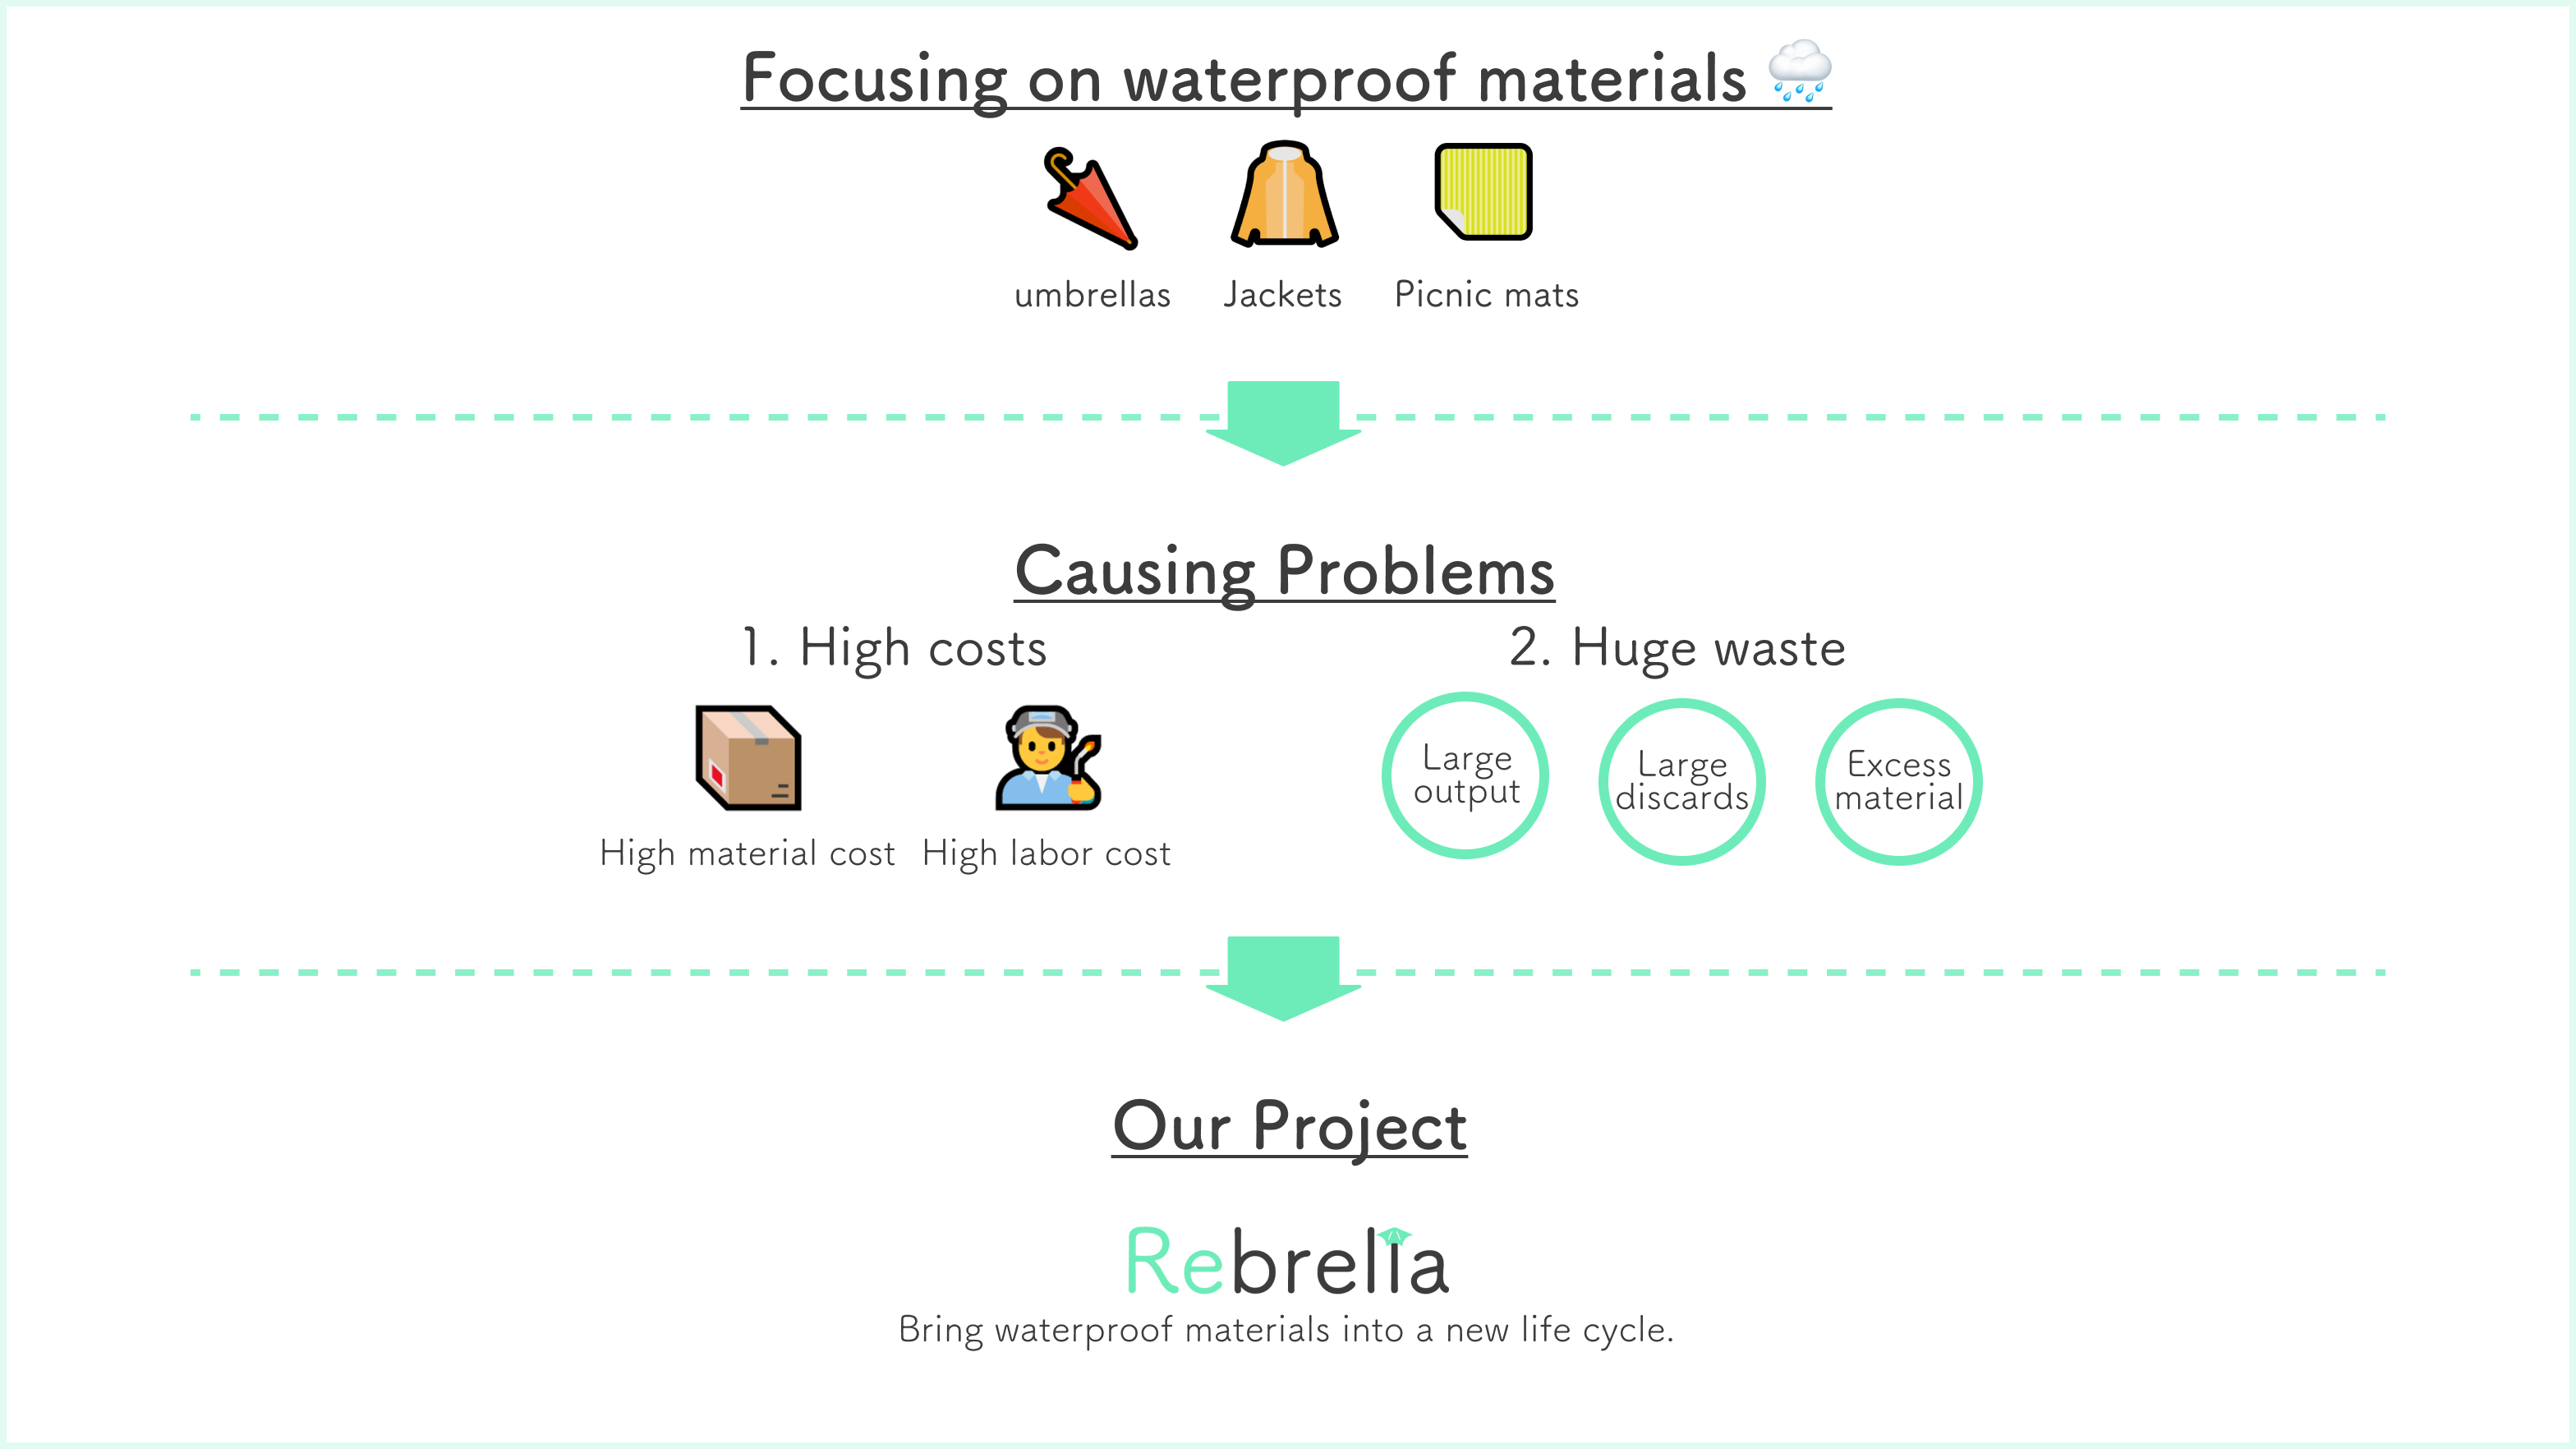 Focusing on waterproof materials
umbrellas Jackets Picnic mats
Causing Problems
1. High costs
High material cost High labor cost
2. Huge waste
Large
output
Large
discards
Excess
material
Our Project
Rebrella
Bring waterproof materials into a new life cycle.